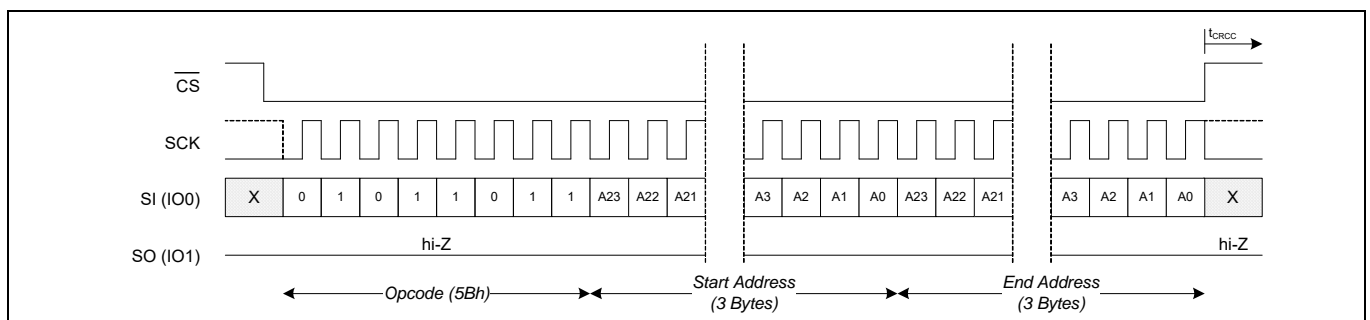 tCRCC
CS
SCK
SI (IO0) X 0 1 0 1 1 0 1 1 A23 A22 A21 A3 A2 A1 A0 A23 A22 A21 A3 A2 A1 A0 X
hi-Z hi-Z
SO (IO1)
Opcode (5Bh) Start Address End Address
(3 Bytes) (3 Bytes)